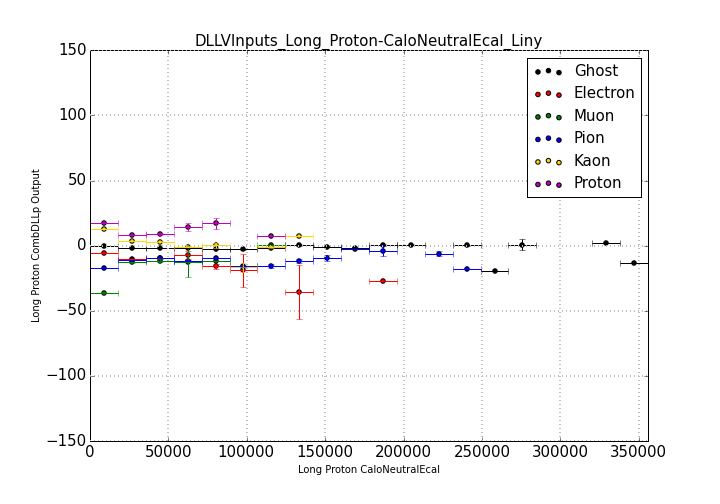 DLLVInputs_Long_Proton-CaloNeutralEcal_Liny
150
100
50
0
−50
−100
−150
Long Proton CombDLLp Output
Ghost
Electron
Muon
Pion
Kaon
Proton
0 50000 100000 150000 200000 250000 300000 350000
Long Proton CaloNeutralEcal